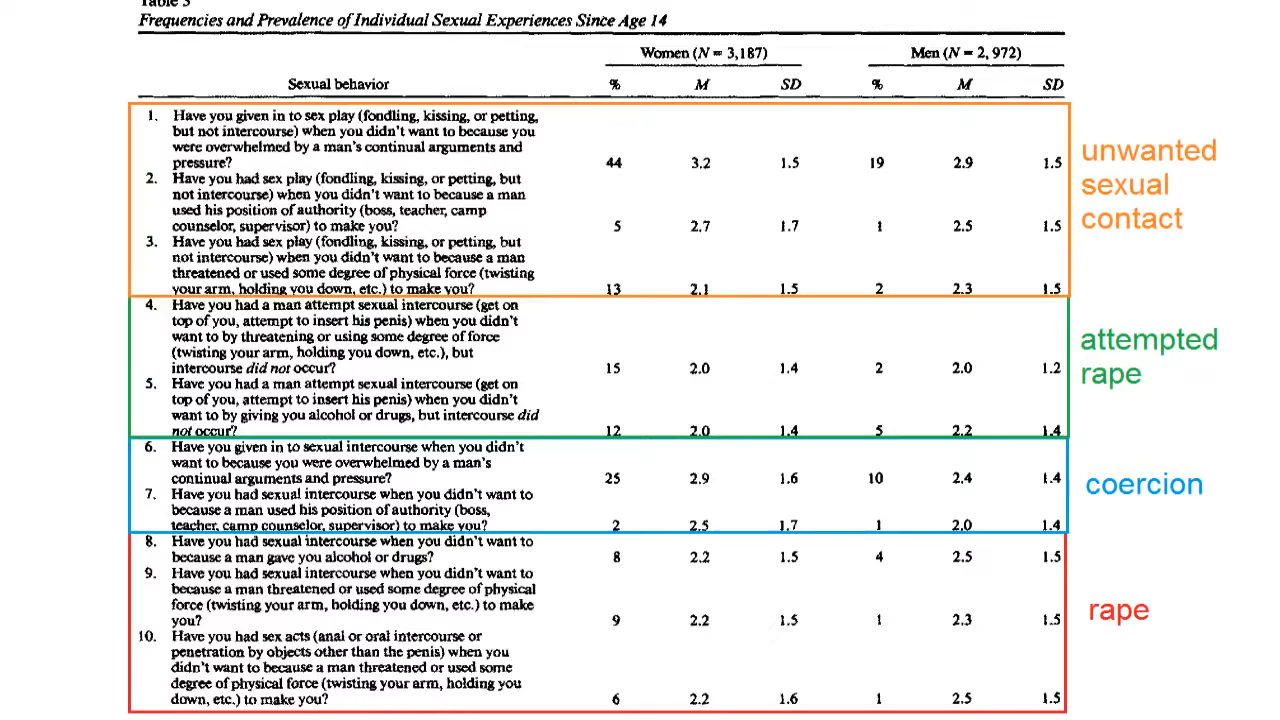 Table 3
Frequencies and Prevalence of Individual Sexual Experiences Since Age 14
Women (N = 3,187) Men (N = 2, 972)
Sexual behavior % M SD % M SD
1. Have you given in to sex play (fondling, kissing, or petting,
but not intercourse) when you didn't want to because you
were overwhelmed by a man's continual arguments and
pressure? 44 3.2 1.5 19 2.9 1.5
2. Have you had sex play (fondling, kissing, or petting, but
not intercourse) when you didn't want to because a man
used his position of authority (boss, teacher, camp
counselor, supervisor) to make you? 5 2.7 1.7 1 2.5 1.5
3. Have you had sex play (fondling, kissing, or petting, but
not intercourse) when you didn't want to because a man
threatened or used some degree of physical force (twisting
your arm, holding you down, etc.) to make you? 13 2.1 1.5 2 2.3 1.5
unwanted
sexual
contact
4. Have you had a man attempt sexual intercourse (get on
top of you, attempt to insert his penis) when you didn't
want to by threatening or using some degree of force
(twisting your arm, holding you down, etc.), but
intercourse did not occur? 15 2.0 1.4 2 2.0 1.2
5. Have you had a man attempt sexual intercourse (get on
top of you, attempt to insert his penis) when you didn't
want to by giving you alcohol or drugs, but intercourse did
not occur? 12 2.0 1.4 5 2.2 1.4
attempted
rape
6. Have you given in to sexual intercourse when you didn't
want to because you were overwhelmed by a man's
continual arguments and pressure? 25 2.9 1.6 10 2.4 1.4
7. Have you had sexual intercourse when you didn't want to
because a man used his position of authority (boss,
teacher, camp counselor, supervisor) to make you? 2 2.5 1.7 1 2.0 1.4
coercion
8. Have you had sexual intercourse when you didn't want to
because a man gave you alcohol or drugs? 8 2.2 1.5 4 2.5 1.5
9. Have you had sexual intercourse when you didn't want to
because a man threatened or used some degree of physical
force (twisting your arm, holding you down, etc.) to make
you? 9 2.2 1.5 1 2.3 1.5
10. Have you had sex acts (anal or oral intercourse or
penetration by objects other than the penis) when you
didn't want to because a man threatened or used some
degree of physical force (twisting your arm, holding you
down, etc.) to make you? 6 2.2 1.6 1 2.5 1.5
rape